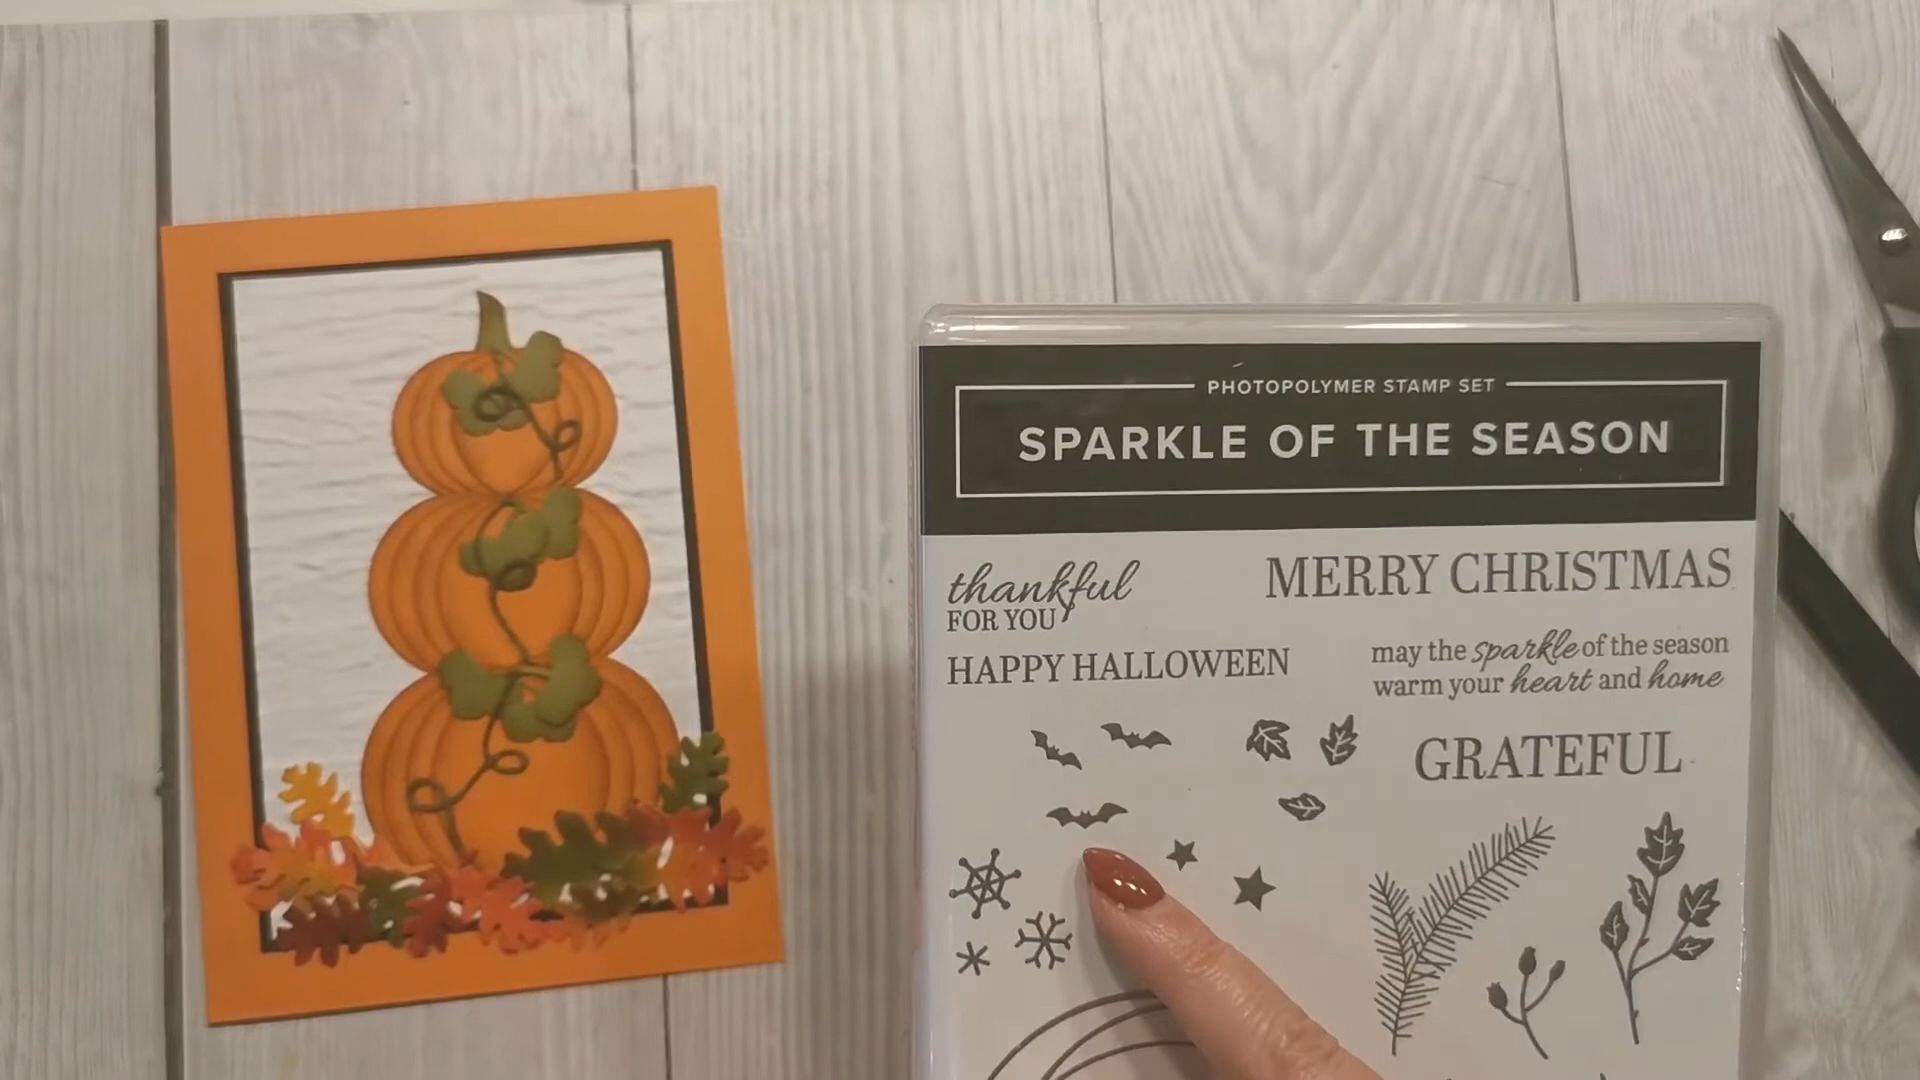 PHOTOPOLYMER STAMP SET
SPARKLE OF THE SEASON
thankful
FOR YOU
MERRY CHRISTMAS
HAPPY HALLOWEEN
may the sparkle of the season
warm your heart and home
GRATEFUL